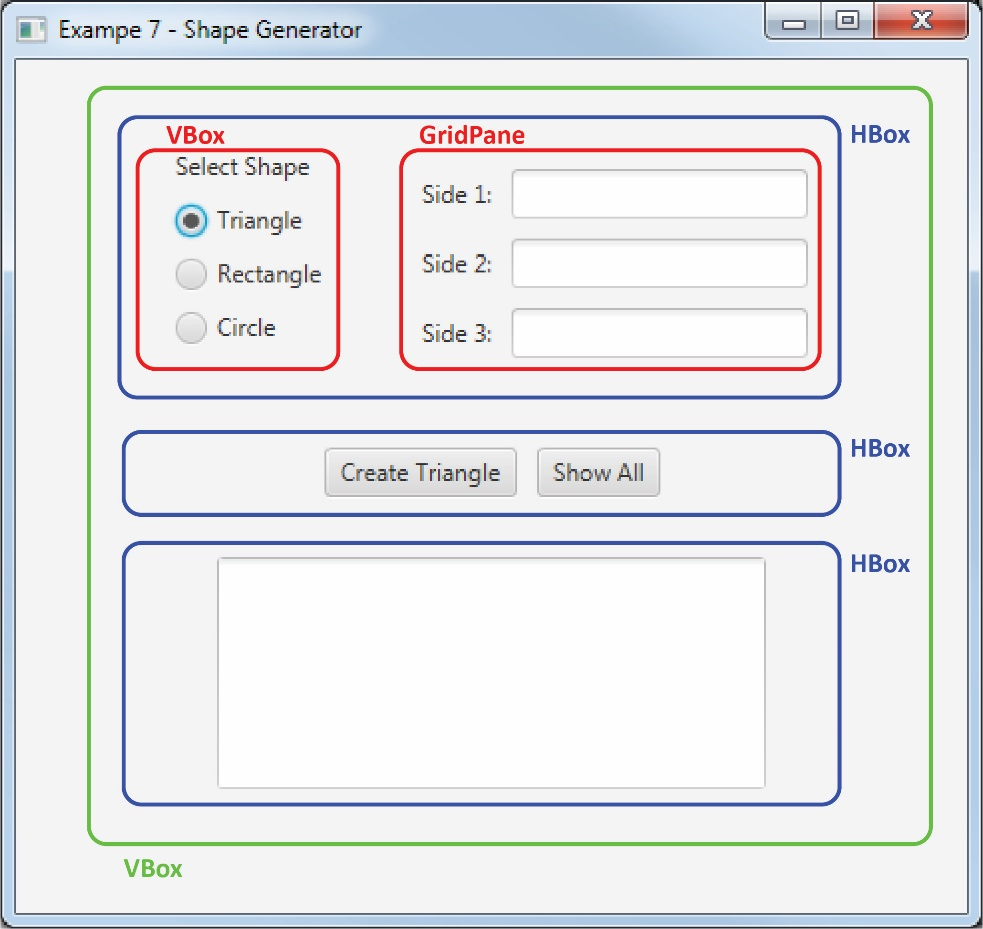 Exampe 7 - Shape Generator
VBox
GridPane
HBox
Select Shape
Triangle
Rectangle
Circle
Side 1:
Side 2:
Side 3:
HBox
Create Triangle
Show All
HBox
VBox